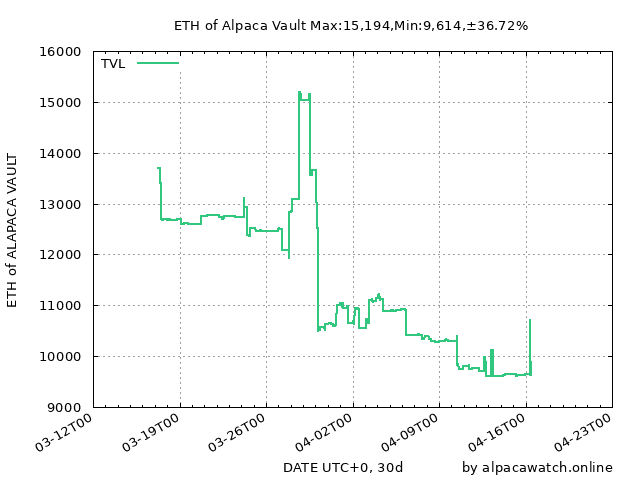 ETH of Alpaca Vault Max:15,194,Min:9,614,±36.72%
TVL
16000
15000
14000
13000
12000
11000
10000
9000
ETH of ALAPACA VAULT
03-12T00
03-19T00
03-26T00
04-02T00
04-09T00
04-16T00
04-23T00
DATE UTC+0, 30d
by alpacawatch.online